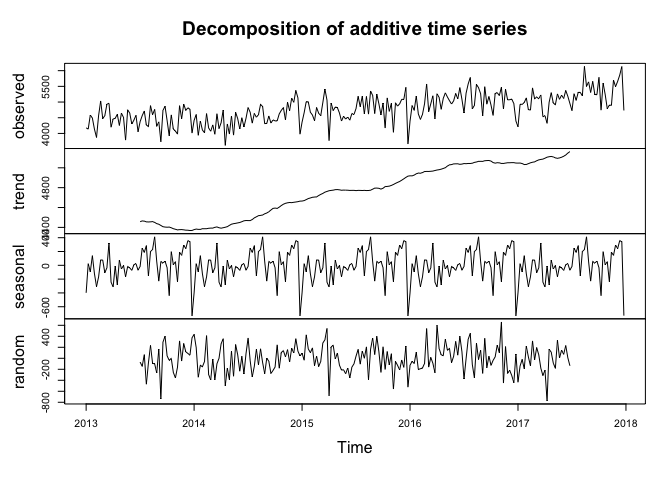 Decomposition of additive time series
observed
5500
4000
trend
4800
seasonal
0
-600
random
400
-200
-800
2013 2014 2015 2016 2017 2018
Time